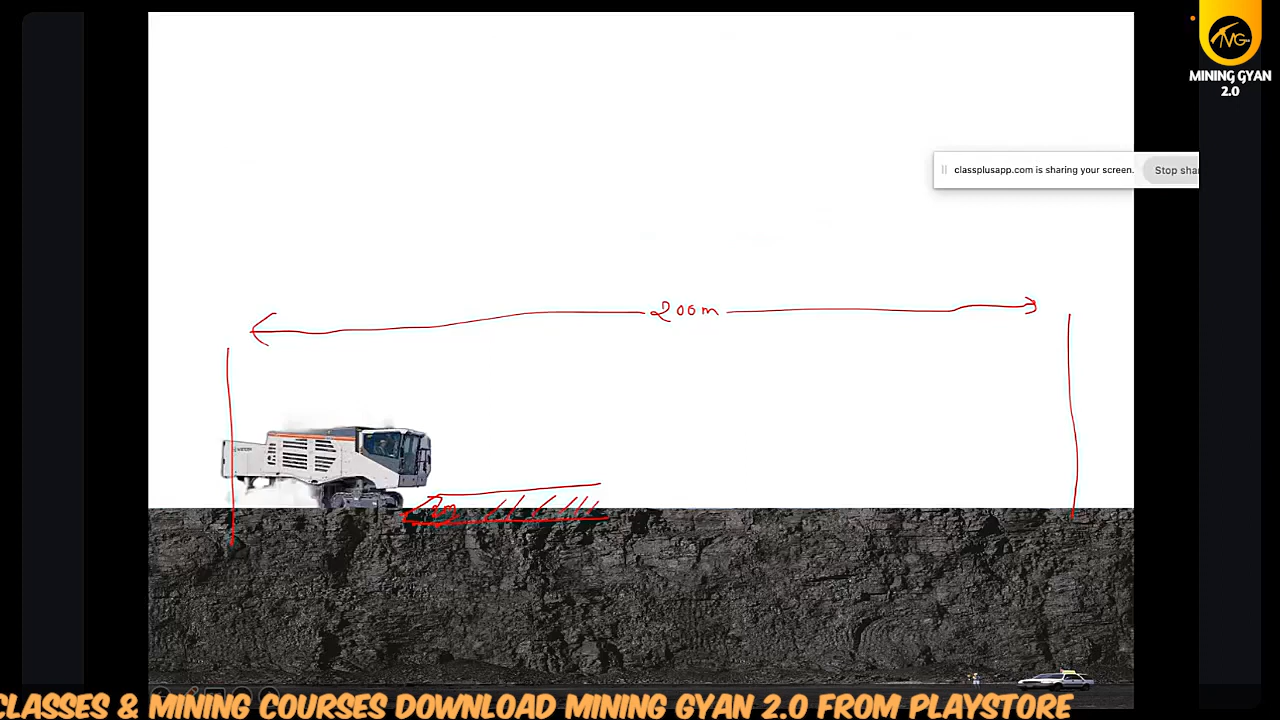 MINING GYAN
2.0
classplusapp.com is sharing your screen. Stop sha
200m
CLASSES & MINING COURSES DOWNLOAD MINING GYAN 2.0 FROM PLAYSTORE